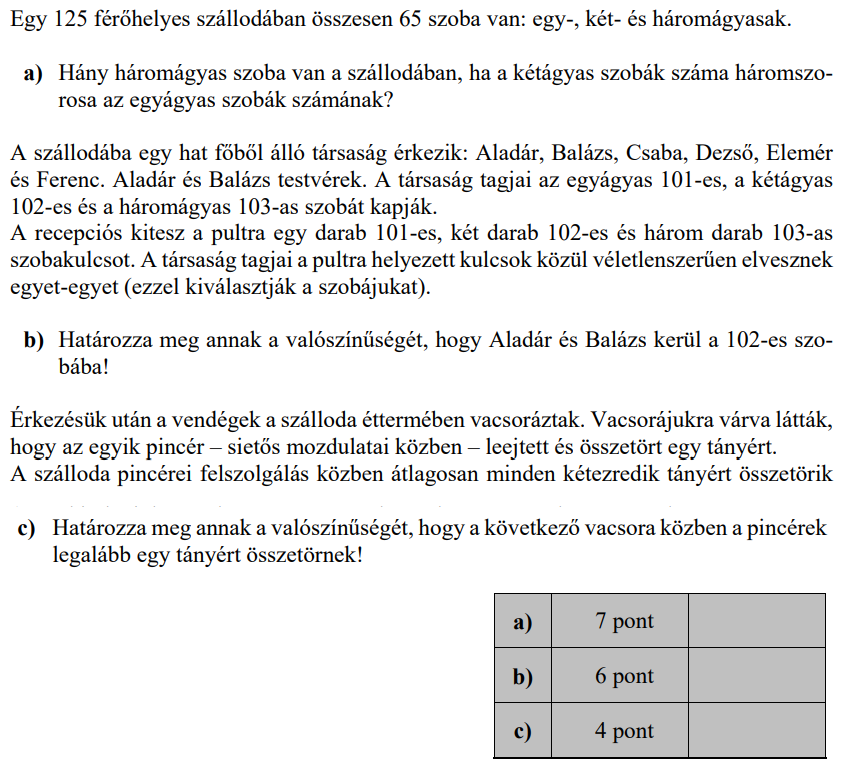 Egy 125 férőhelyes szállodában összesen 65 szoba van: egy-, két- és háromágyasak.
a) Hány háromágyas szoba van a szállodában, ha a kétágyas szobák száma háromszo-
rosa az egyágyas szobák számának?
A szállodába egy hat főből álló társaság érkezik: Aladár, Balázs, Csaba, Dezső, Elemér
és Ferenc. Aladár és Balázs testvérek. A társaság tagjai az egyágyas 101-es, a kétágyas
102-es és a háromágyas 103-as szobát kapják.
A recepciós kitesz a pultra egy darab 101-es, két darab 102-es és három darab 103-as
szobakulcsot. A társaság tagjai a pultra helyezett kulcsok közül véletlenszerűen elvesznek
egyet-egyet (ezzel kiválasztják a szobájukat).
b) Határozza meg annak a valószínűségét, hogy Aladár és Balázs kerül a 102-es szo-
bába!
Érkezésük után a vendégek a szálloda éttermében vacsoráztak. Vacsorájukra várva látták,
hogy az egyik pincér – sietős mozdulatai közben – leejtett és összetört egy tányért.
A szálloda pincérei felszolgálás közben átlagosan minden kétezredik tányért összetörik
c) Határozza meg annak a valószínűségét, hogy a következő vacsora közben a pincérek
legalább egy tányért összetörnek!
a) 7 pont
b) 6 pont
c) 4 pont